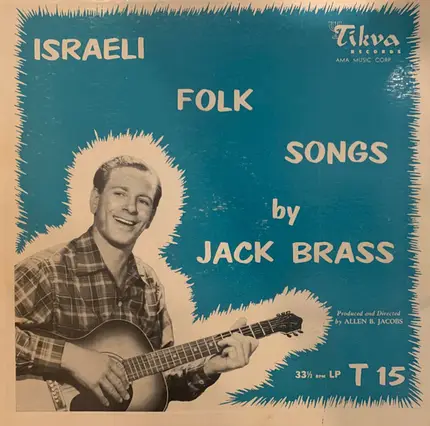 ISRAELI
Tikva
RECORDS
AMA MUSIC CORP.
FOLK
SONGS
by
JACK BRASS
Produced and Directed
by ALLEN B. JACOBS
33⅓ RPM LP T 15